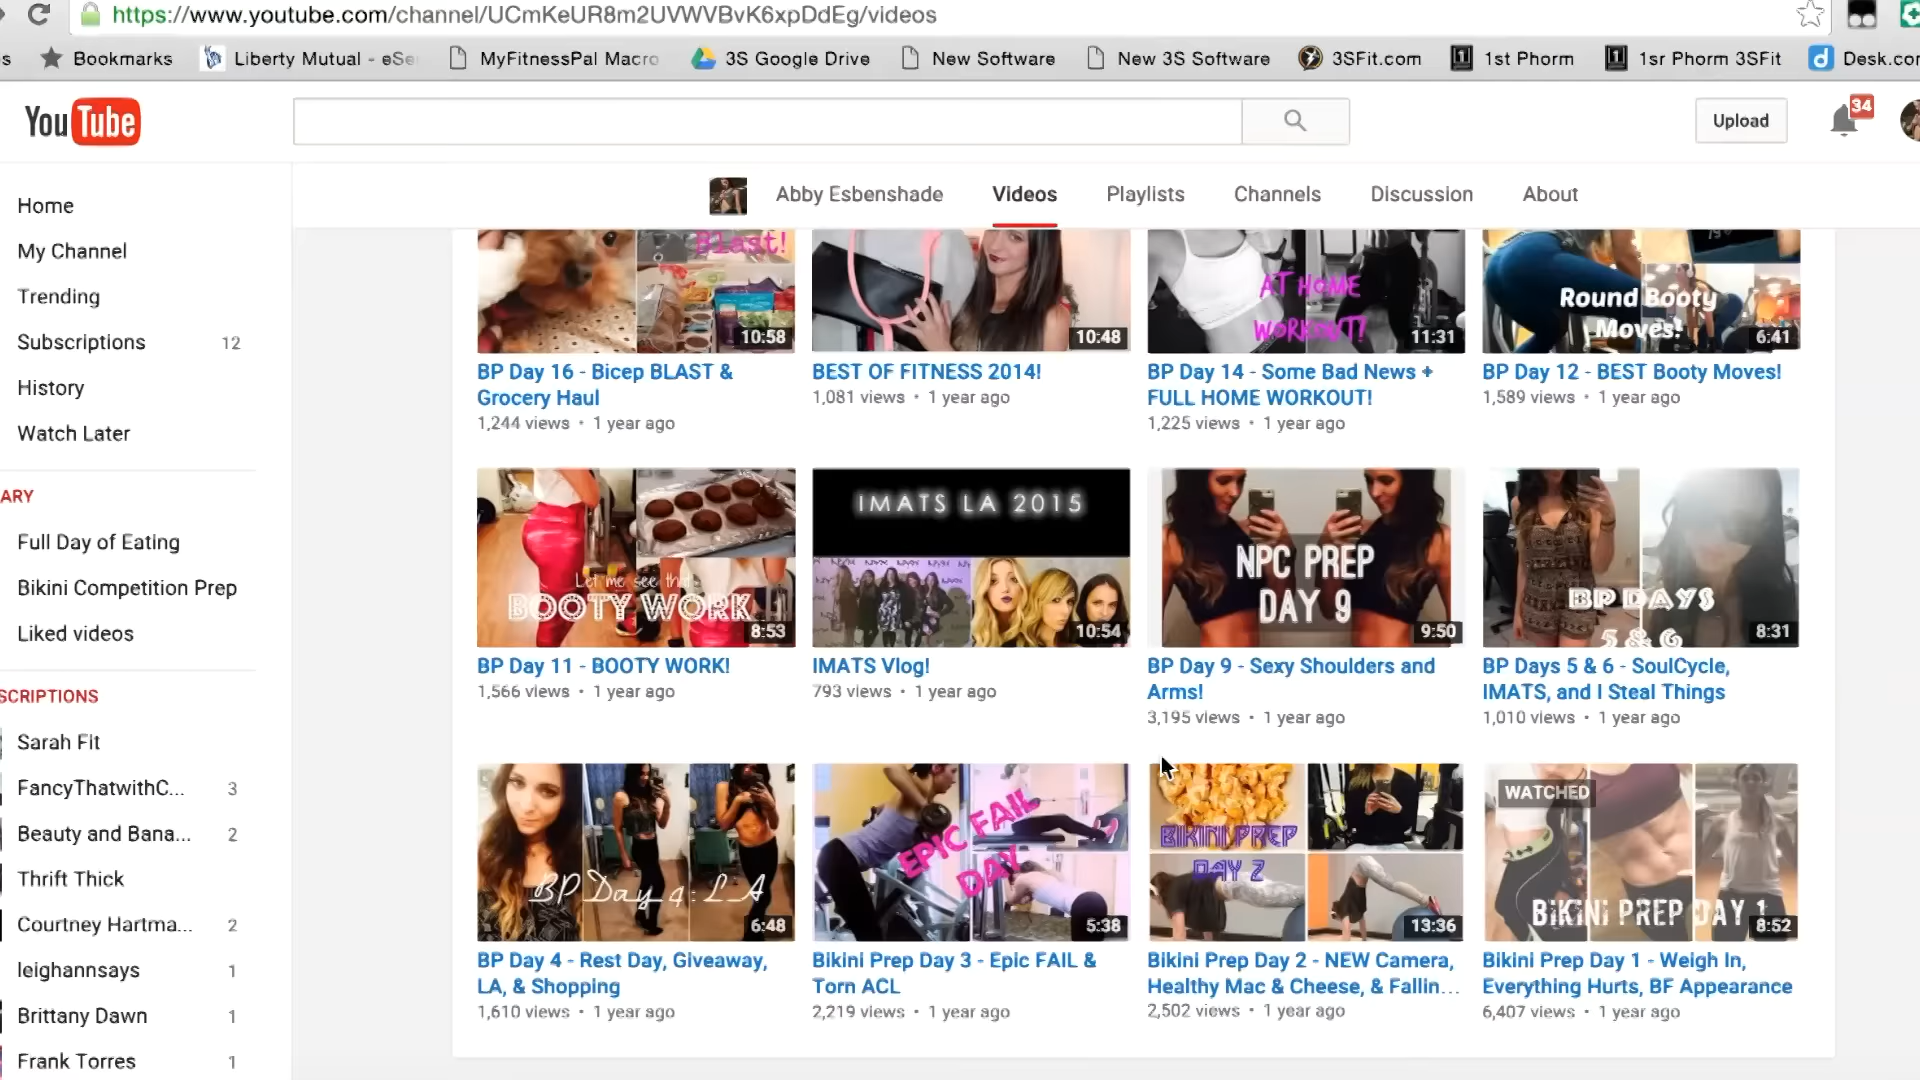 https://www.youtube.com/channel/UCmKeUR8m2UVWVBvK6xpDdEg/videos
s Bookmarks Liberty Mutual - eSe MyFitnessPal Macro 3S Google Drive New Software New 3S Software 3SFit.com 1st Phorm 1sr Phorm 3SFit Desk.com
YouTube Upload 34
Abby Esbenshade Videos Playlists Channels Discussion About
Home
My Channel
Trending
Subscriptions 12
History
Watch Later
ARY
Full Day of Eating
Bikini Competition Prep
Liked videos
SCRIPTIONS
Sarah Fit
FancyThatwithC... 3
Beauty and Bana... 2
Thrift Thick
Courtney Hartma... 2
leighannsays 1
Brittany Dawn 1
Frank Torres 1
Blast!
10:58
BP Day 16 - Bicep BLAST &
Grocery Haul
1,244 views • 1 year ago
10:48
BEST OF FITNESS 2014!
1,081 views • 1 year ago
AT HOME
WORKOUT!
11:31
BP Day 14 - Some Bad News +
FULL HOME WORKOUT!
1,225 views • 1 year ago
Round Booty
Moves!
6:41
BP Day 12 - BEST Booty Moves!
1,589 views • 1 year ago
Let me see that
BOOTY WORK
8:53
BP Day 11 - BOOTY WORK!
1,566 views • 1 year ago
IMATS LA 2015
10:54
IMATS Vlog!
793 views • 1 year ago
NPC PREP
DAY 9
9:50
BP Day 9 - Sexy Shoulders and
Arms!
3,195 views • 1 year ago
BP DAYS
5 & 6
8:31
BP Days 5 & 6 - SoulCycle,
IMATS, and I Steal Things
1,010 views • 1 year ago
BP Day 4: LA
6:48
BP Day 4 - Rest Day, Giveaway,
LA, & Shopping
1,610 views • 1 year ago
EPIC FAIL
DAY
5:38
Bikini Prep Day 3 - Epic FAIL &
Torn ACL
2,219 views • 1 year ago
BIKINI PREP
DAY 2
13:36
Bikini Prep Day 2 - NEW Camera,
Healthy Mac & Cheese, & Fallin...
2,502 views • 1 year ago
WATCHED
BIKINI PREP DAY 1
8:52
Bikini Prep Day 1 - Weigh In,
Everything Hurts, BF Appearance
6,407 views • 1 year ago